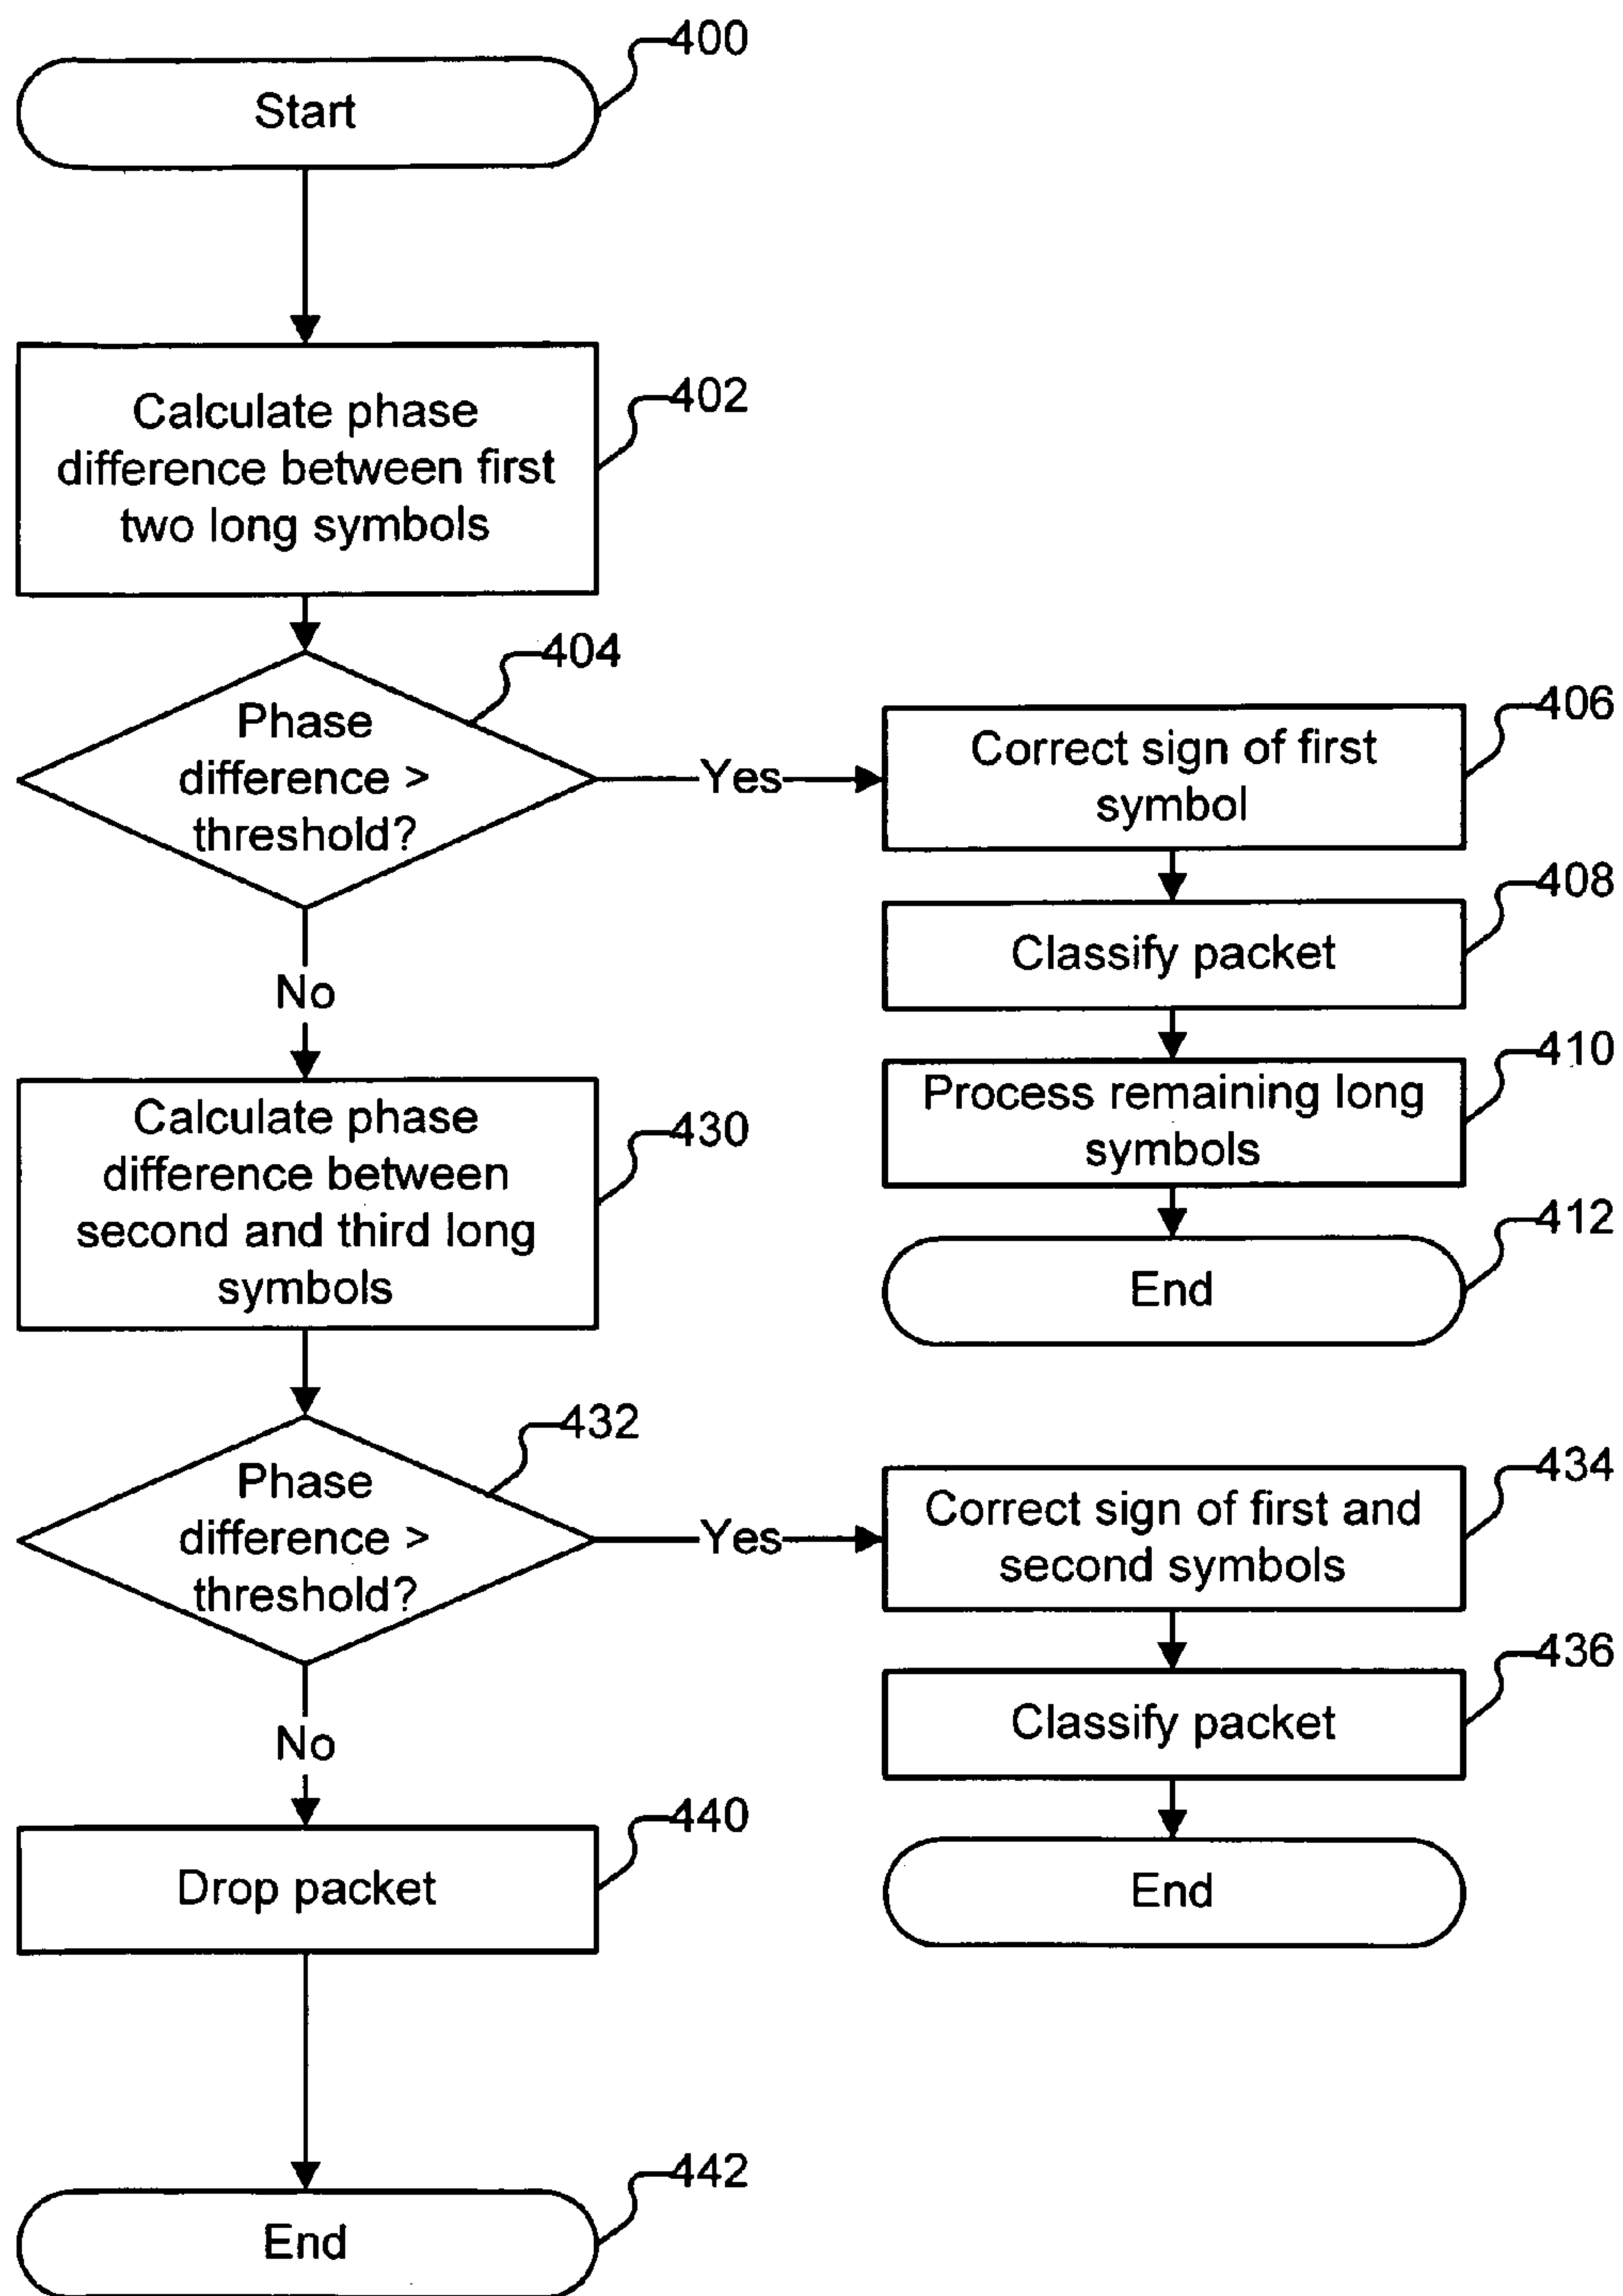 400
Start
402
Calculate phase
difference between first
two long symbols
404
Phase
difference >
threshold?
Yes
406
Correct sign of first
symbol
408
Classify packet
No
410
Process remaining long
symbols
430
Calculate phase
difference between
second and third long
symbols
412
End
432
Phase
difference >
threshold?
Yes
434
Correct sign of first and
second symbols
436
Classify packet
No
440
Drop packet
End
442
End